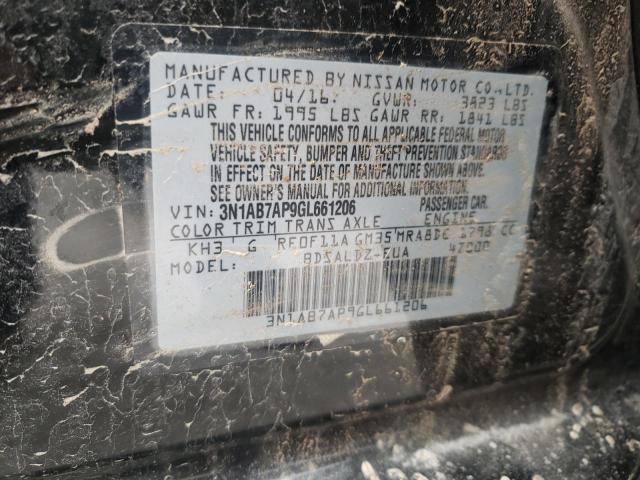 MANUFACTURED BY NISSAN MOTOR CO.,LTD.
DATE: 04/16 GVWR: 3823 LBS
GAWR FR: 1995 LBS GAWR RR: 1841 LBS
THIS VEHICLE CONFORMS TO ALL APPLICABLE FEDERAL MOTOR
VEHICLE SAFETY, BUMPER AND THEFT PREVENTION STANDARDS
IN EFFECT ON THE DATE OF MANUFACTURE SHOWN ABOVE.
SEE OWNER'S MANUAL FOR ADDITIONAL INFORMATION.
VIN: 3N1AB7AP9GL661206 PASSENGER CAR
COLOR TRIM TRANS AXLE ENGINE
KH3 G RE0F11A GM35 MRA8DE 1798 CC
MODEL: BDSALDZ-EUA 47000
3N1AB7AP9GL661206